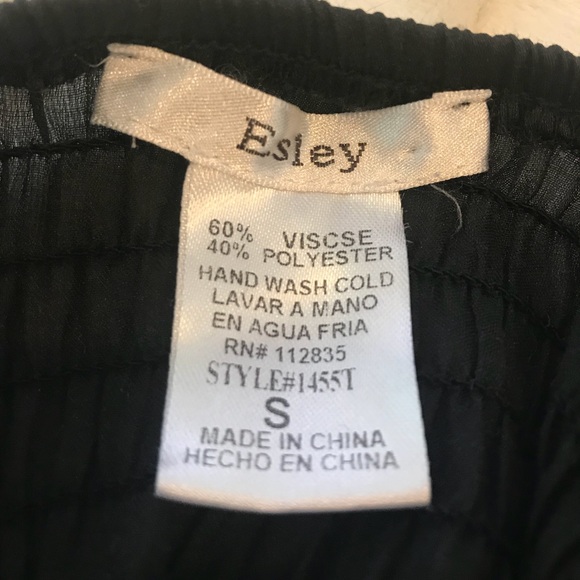 Esley
60% VISCSE
40% POLYESTER
HAND WASH COLD
LAVAR A MANO
EN AGUA FRIA
RN# 112835
STYLE#1455T
S
MADE IN CHINA
HECHO EN CHINA